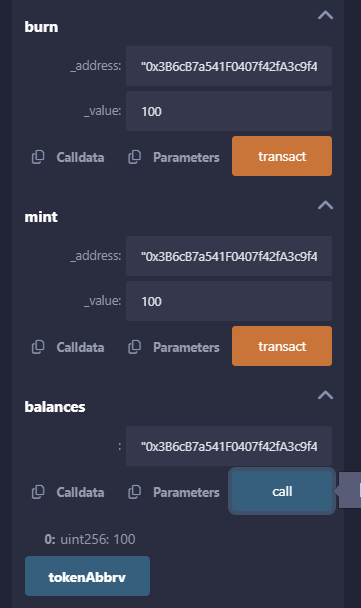 burn
_address: "0x3B6cB7a541F0407f42fA3c9f4
_value: 100
Calldata Parameters transact
mint
_address: "0x3B6cB7a541F0407f42fA3c9f4
_value: 100
Calldata Parameters transact
balances
: "0x3B6cB7a541F0407f42fA3c9f4
Calldata Parameters call
0: uint256: 100
tokenAbbrv